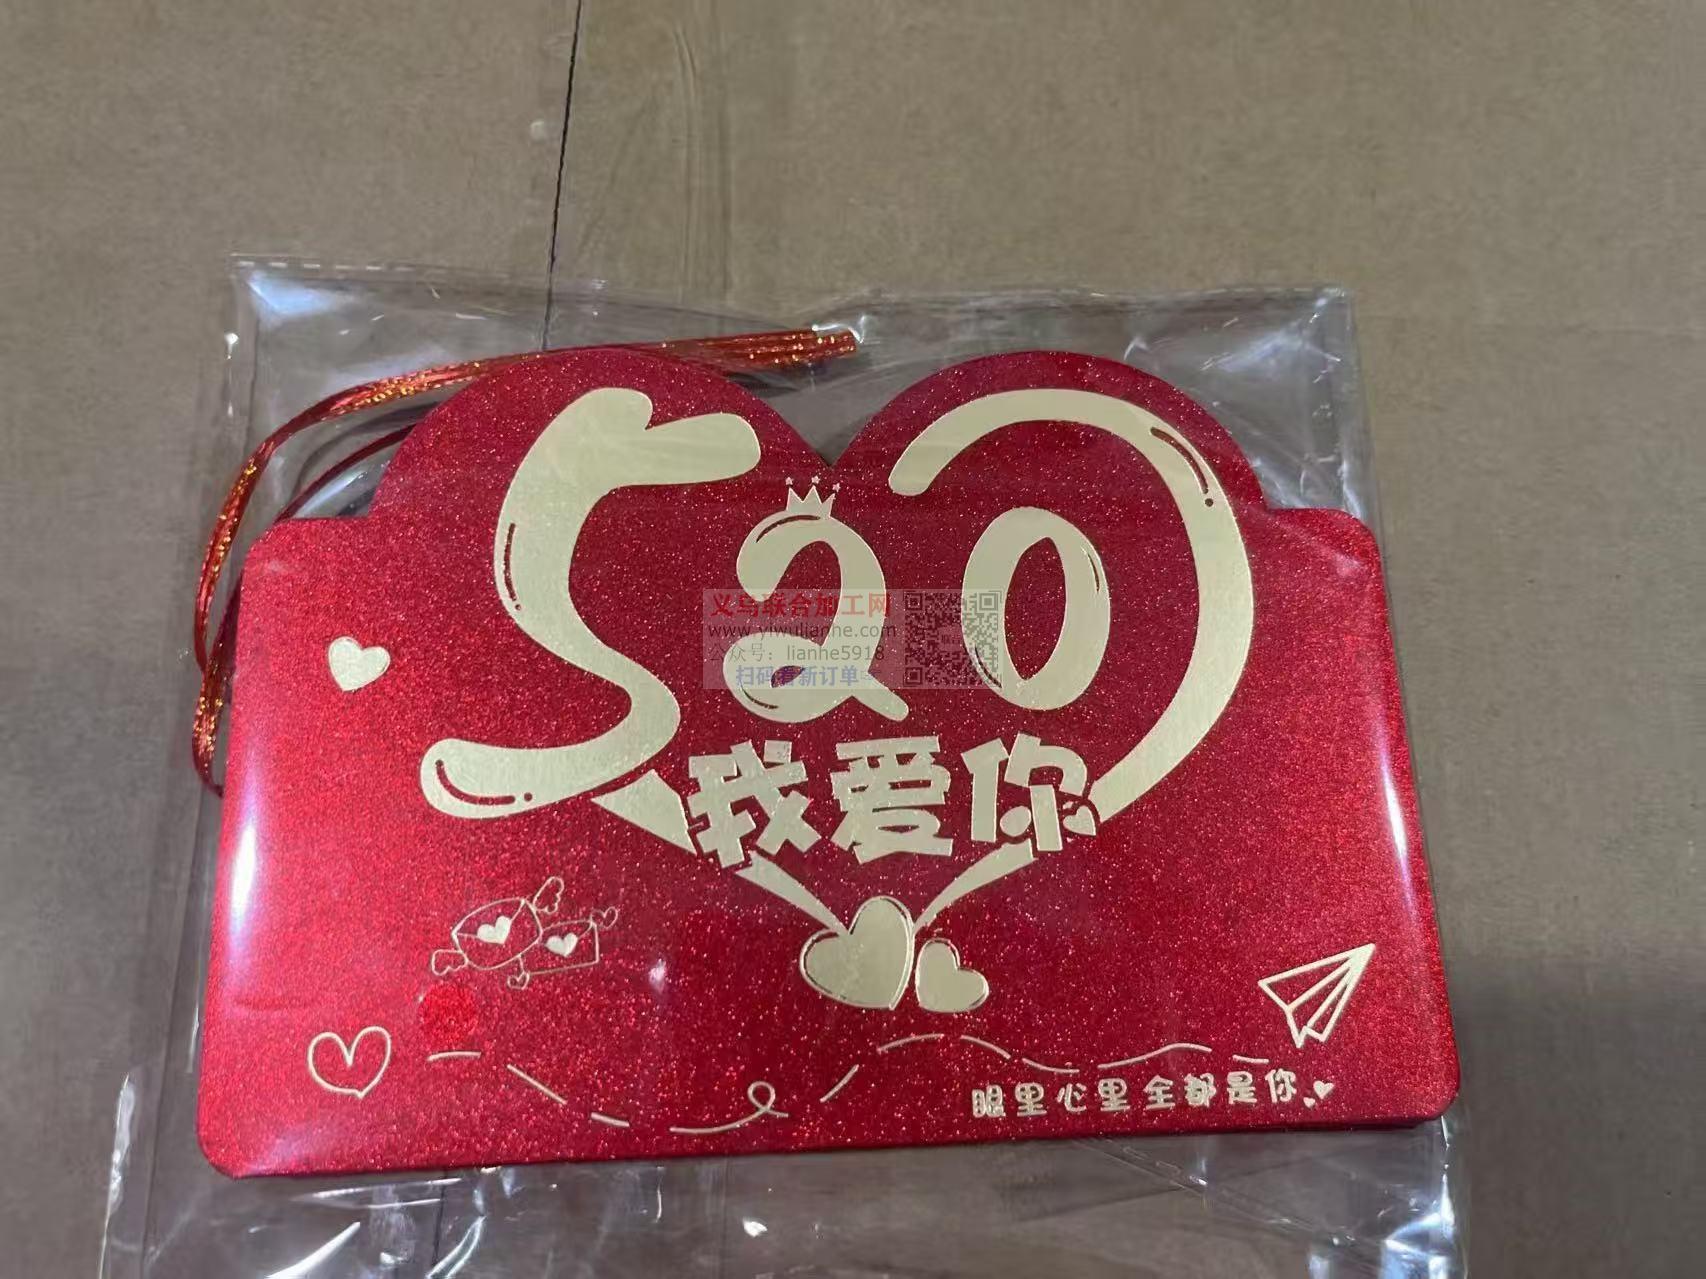 520
义乌联合加工网
www.yiwulianne.com
公众号：lianhe5918
扫码看新订单
我爱你
眼里心里全都是你